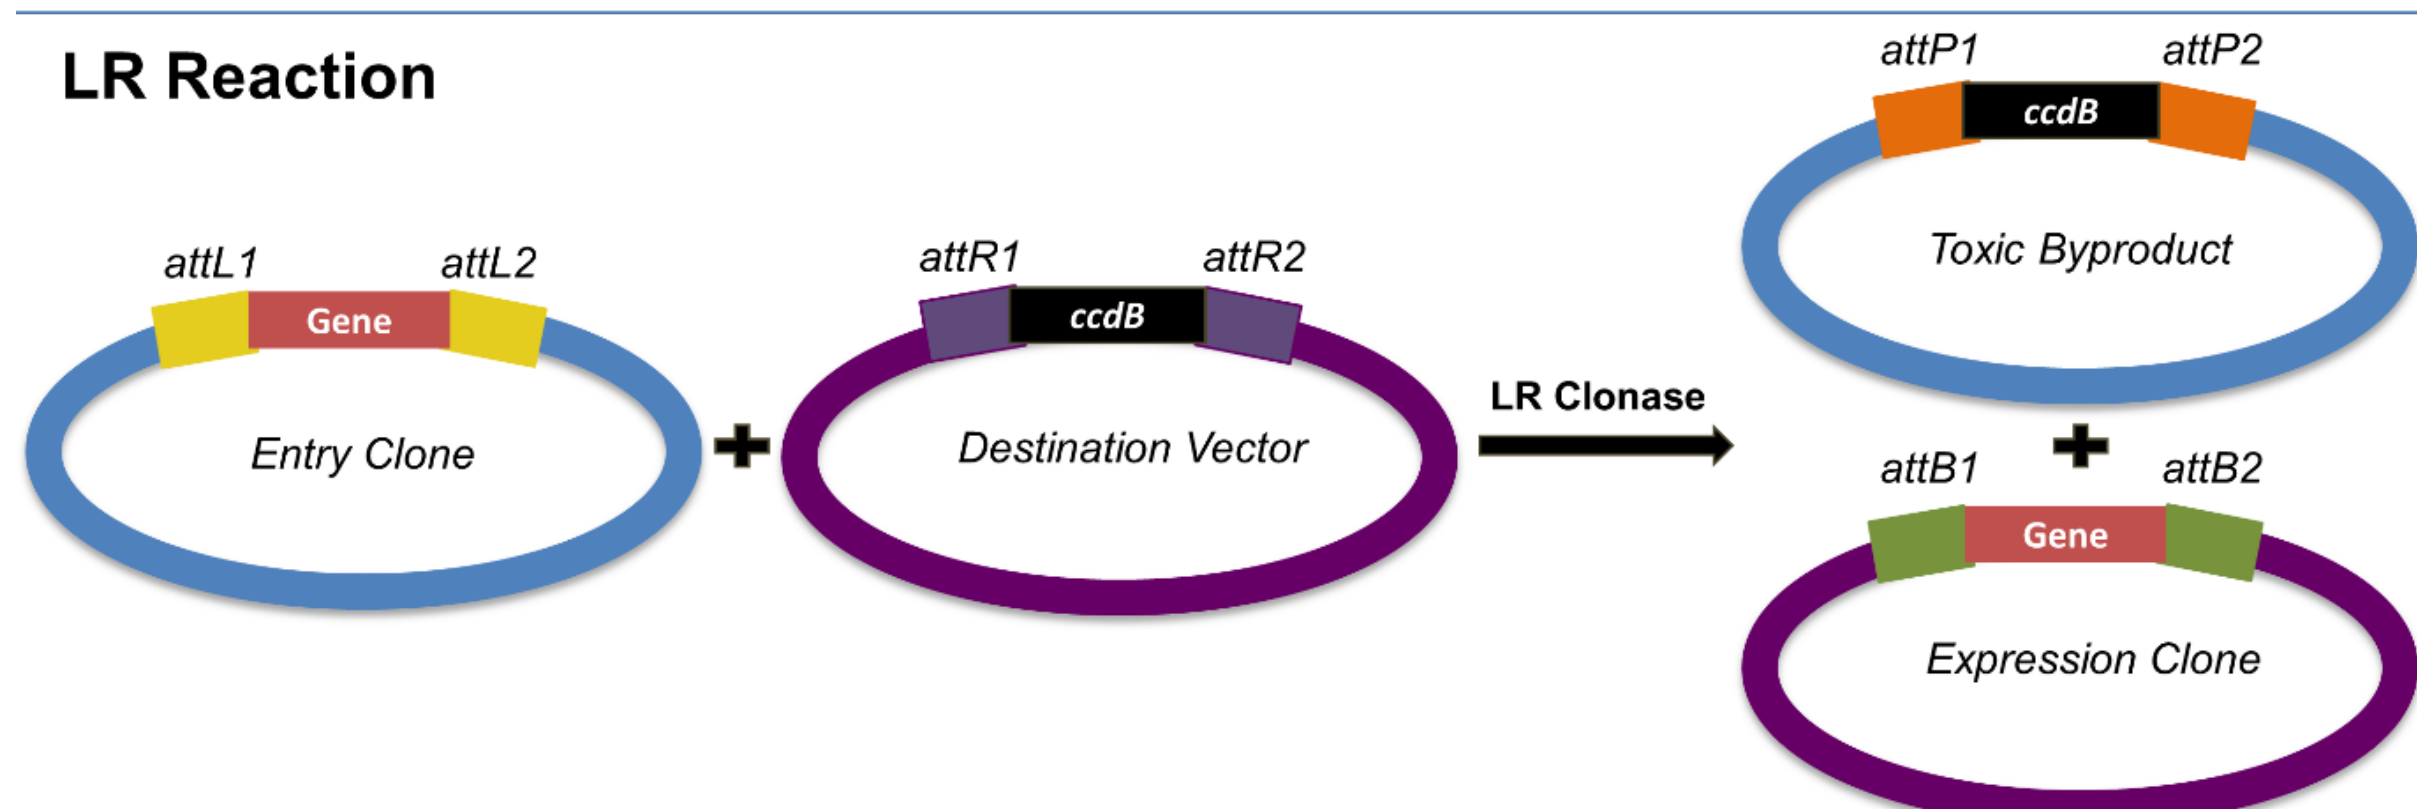 LR Reaction
attL1
attL2
Gene
Entry Clone
attR1
attR2
ccdB
Destination Vector
LR Clonase
attP1
attP2
ccdB
Toxic Byproduct
attB1
attB2
Gene
Expression Clone